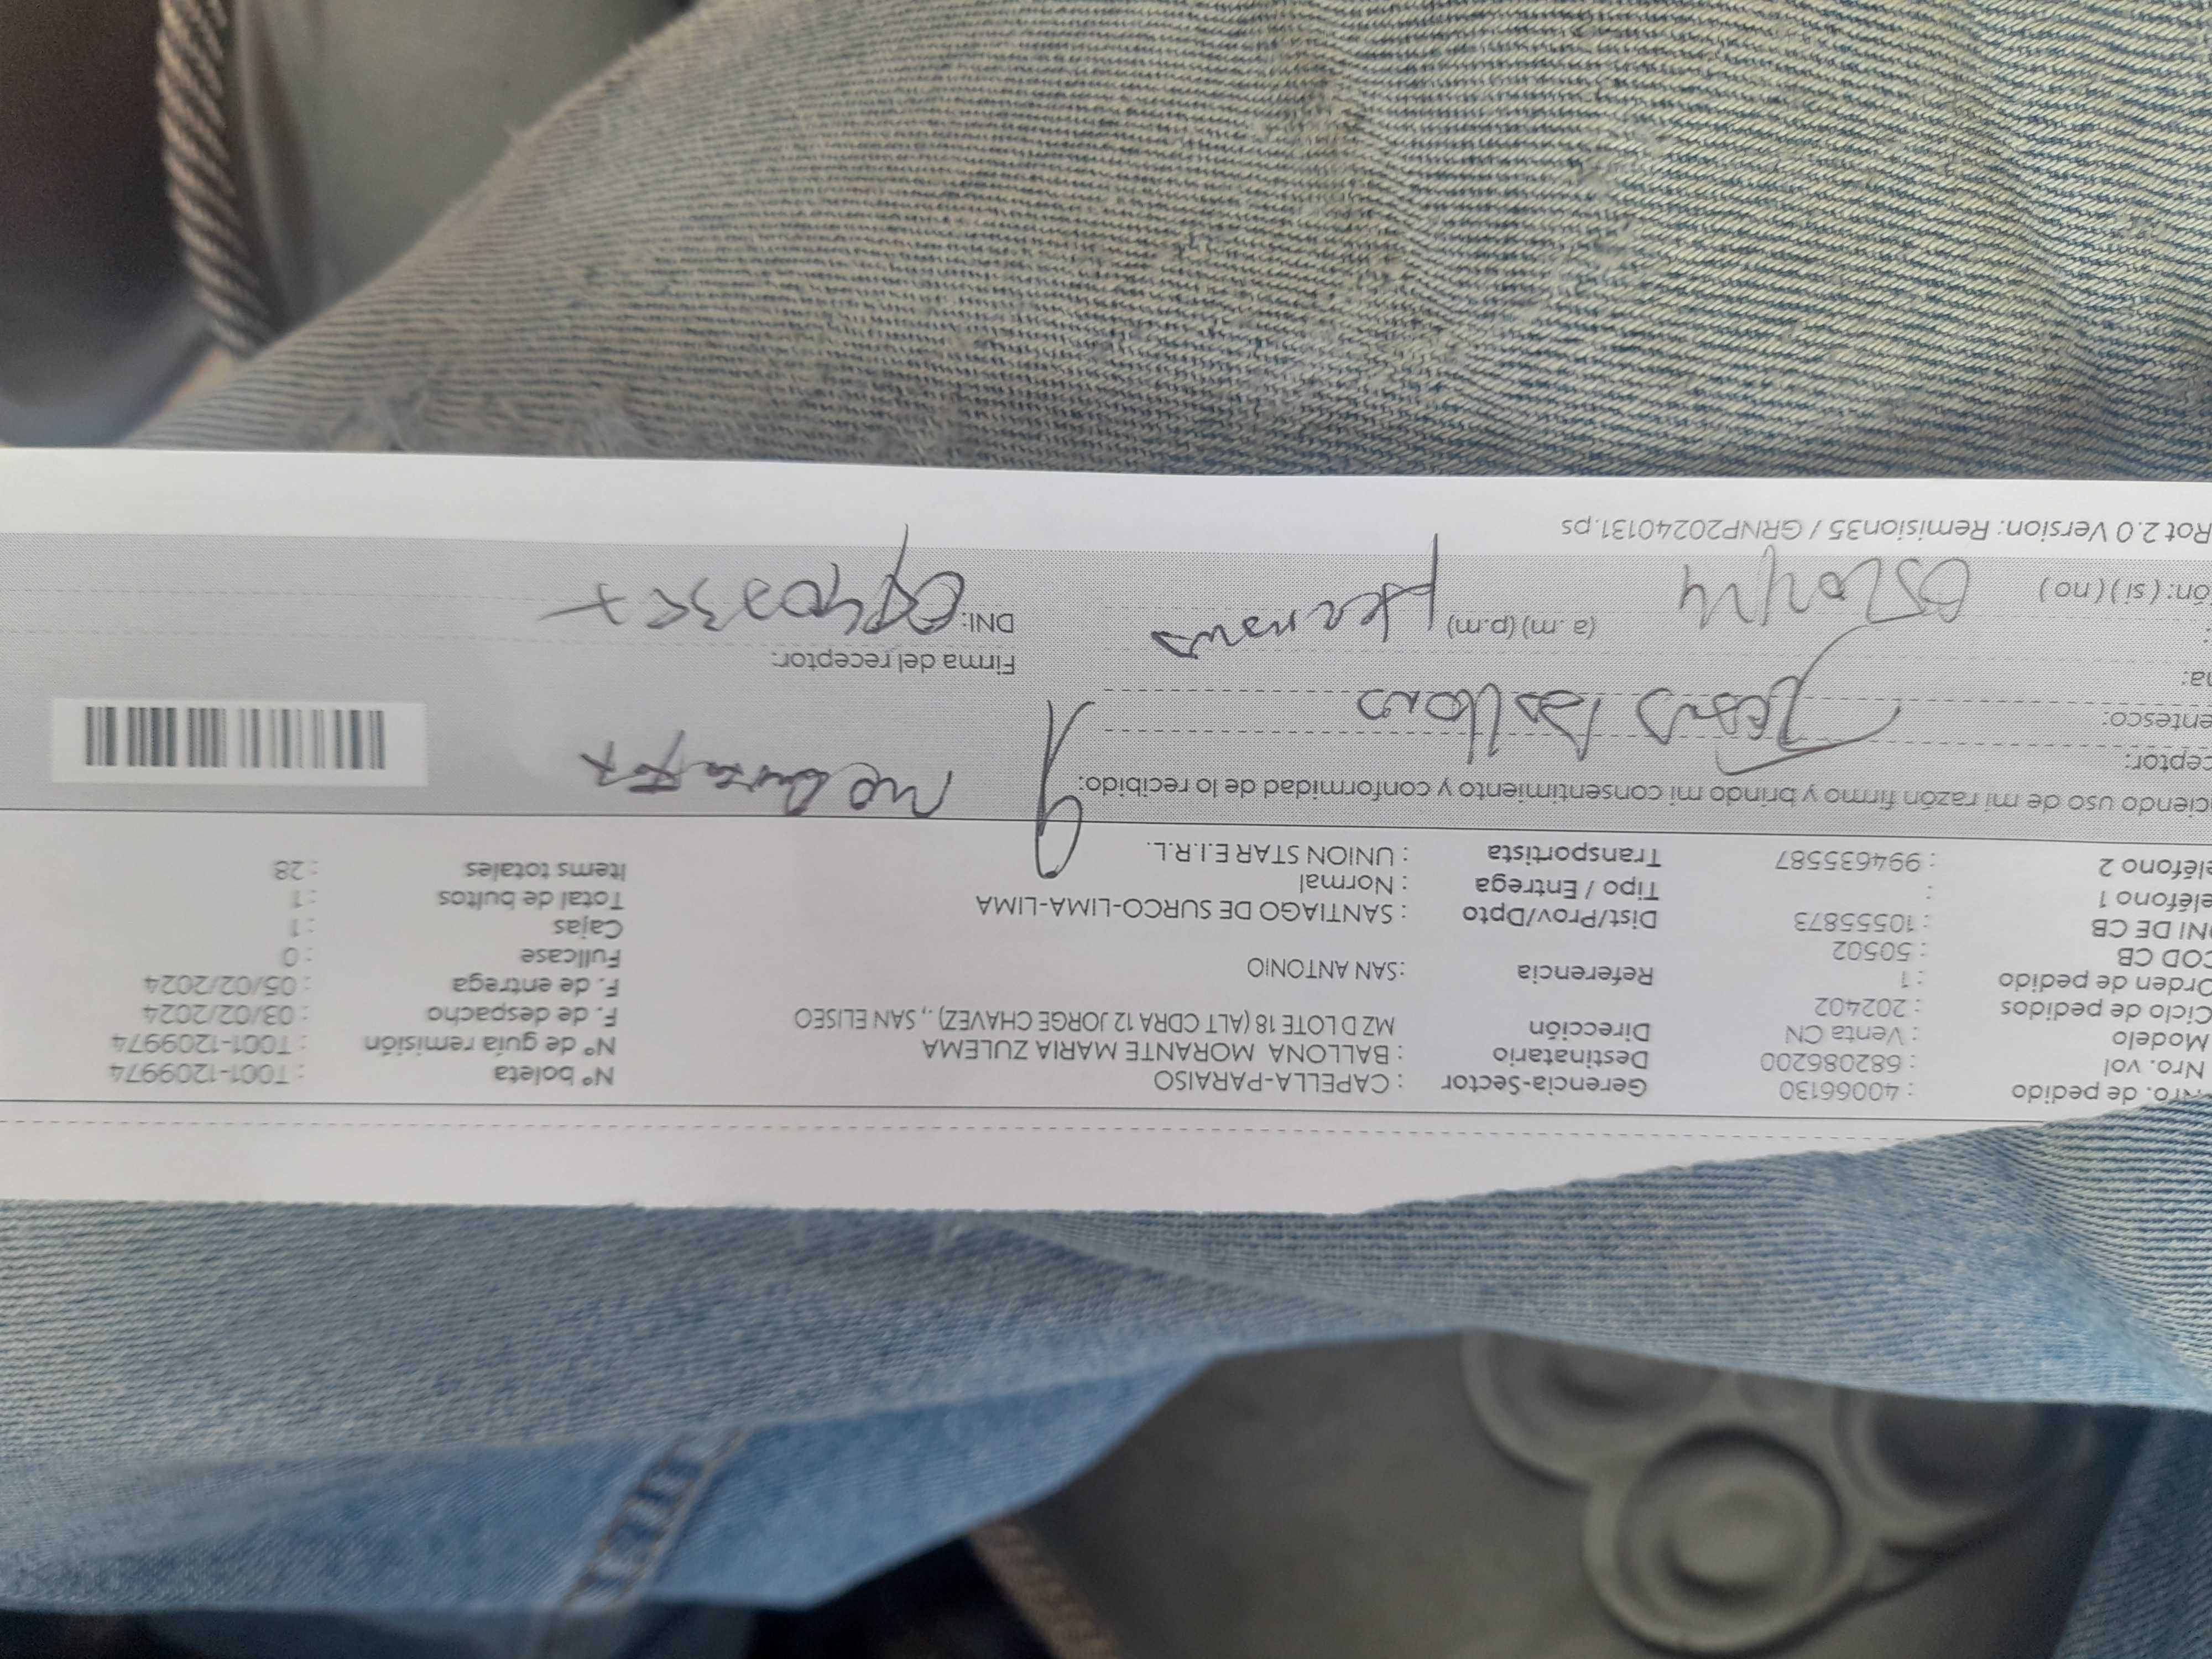 Nro. de pedido : 40066130 Gerencia-Sector : CAPELLA-PARAISO Nº boleta : T001-1209974
Nro. vol : 682086200 Destinatario : BALLONA MORANTE MARIA ZULEMA Nº de guía remisión : T001-1209974
Modelo : Venta CN Dirección MZ D LOTE 18 (ALT CDRA 12 JORGE CHAVEZ) ., SAN ELISEO F. de despacho : 03/02/2024
Ciclo de pedidos : 202402 F. de entrega : 05/02/2024
Orden de pedido : 1 Referencia : SAN ANTONIO Fullcase : 0
COD CB : 50502 Cajas : 1
NI DE CB : 10555873 Dist/Prov/Dpto : SANTIAGO DE SURCO-LIMA-LIMA Total de bultos : 1
eléfono 1 : Tipo / Entrega : Normal Items totales : 28
eléfono 2 : 994635587 Transportista : UNION STAR E.I.R.L.
ciendo uso de mi razón firmo y brindo mi consentimiento y conformidad de lo recibido:
ceptor: Jesus Ballona
entesco:
na: Firma del receptor:
: (a.m) (p.m) hermano DNI:
ón: (si) (no)
Rot 2.0 Version: Remision35 / GRNP20240131.ps